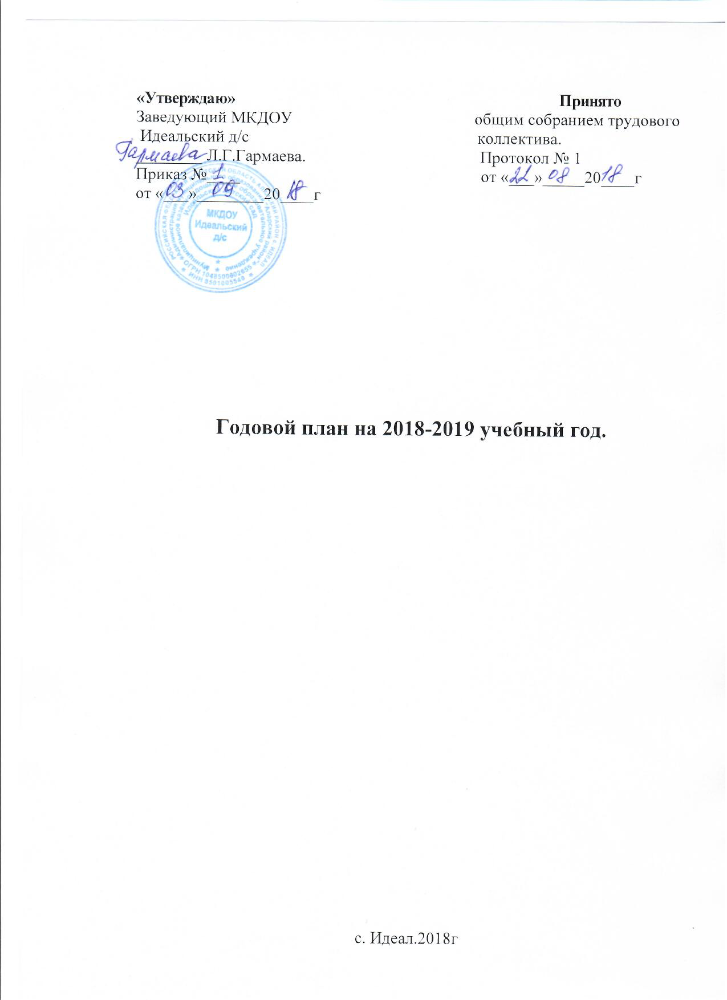 «Утверждаю»
Заведующий МКДОУ
Идеальский д/с
Гармаева Л.Г.Гармаева.
Приказ № 1
от «03» 09 2018 г
Принято
общим собранием трудового
коллектива.
Протокол № 1
от «22» 08 2018 г
МКДОУ
Идеальский
д/с
ОГРН 1048500602655
ИНН 8501005540
Годовой план на 2018-2019 учебный год.
с. Идеал.2018г